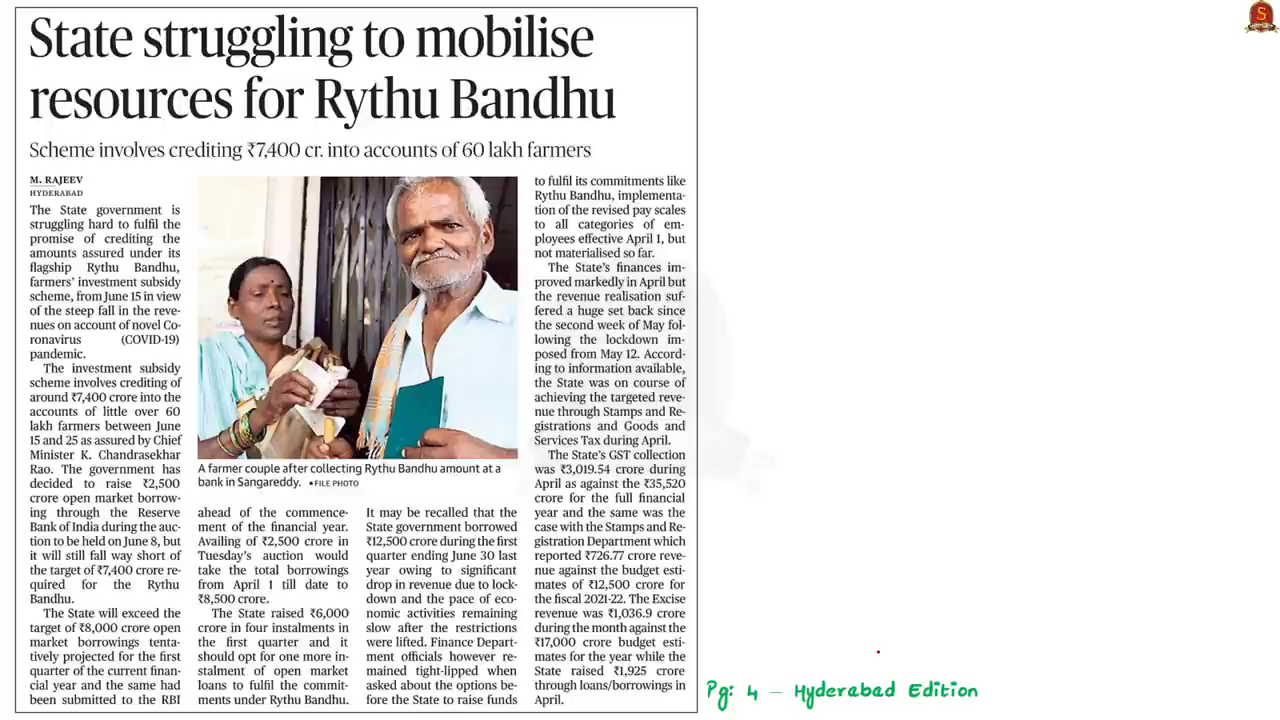 State struggling to mobilise
resources for Rythu Bandhu
Scheme involves crediting ₹7,400 cr. into accounts of 60 lakh farmers
M. RAJEEV
HYDERABAD
The State government is
struggling hard to fulfil the
promise of crediting the
amounts assured under its
flagship Rythu Bandhu,
farmers' investment subsidy
scheme, from June 15 in view
of the steep fall in the reve-
nues on account of novel Co-
ronavirus (COVID-19)
pandemic.
The investment subsidy
scheme involves crediting of
around ₹7,400 crore into the
accounts of little over 60
lakh farmers between June
15 and 25 as assured by Chief
Minister K. Chandrasekhar
Rao. The government has
decided to raise ₹2,500
crore open market borrow-
ing through the Reserve
Bank of India during the auc-
tion to be held on June 8, but
it will still fall way short of
the target of ₹7,400 crore re-
quired for the Rythu
Bandhu.
The State will exceed the
target of ₹8,000 crore open
market borrowings tenta-
tively projected for the first
quarter of the current finan-
cial year and the same had
been submitted to the RBI
A farmer couple after collecting Rythu Bandhu amount at a
bank in Sangareddy. •FILE PHOTO
ahead of the commence-
ment of the financial year.
Availing of ₹2,500 crore in
Tuesday's auction would
take the total borrowings
from April 1 till date to
₹8,500 crore.
The State raised ₹6,000
crore in four instalments in
the first quarter and it
should opt for one more in-
stalment of open market
loans to fulfil the commit-
ments under Rythu Bandhu.
It may be recalled that the
State government borrowed
₹12,500 crore during the first
quarter ending June 30 last
year owing to significant
drop in revenue due to lock-
down and the pace of eco-
nomic activities remaining
slow after the restrictions
were lifted. Finance Depart-
ment officials however re-
mained tight-lipped when
asked about the options be-
fore the State to raise funds
to fulfil its commitments like
Rythu Bandhu, implementa-
tion of the revised pay scales
to all categories of em-
ployees effective April 1, but
not materialised so far.
The State's finances im-
proved markedly in April but
the revenue realisation suf-
fered a huge set back since
the second week of May fol-
lowing the lockdown im-
posed from May 12. Accord-
ing to information available,
the State was on course of
achieving the targeted reve-
nue through Stamps and Re-
gistrations and Goods and
Services Tax during April.
The State's GST collection
was ₹3,019.54 crore during
April as against the ₹35,520
crore for the full financial
year and the same was the
case with the Stamps and Re-
gistration Department which
reported ₹726.77 crore reve-
nue against the budget esti-
mates of ₹12,500 crore for
the fiscal 2021-22. The Excise
revenue was ₹1,036.9 crore
during the month against the
₹17,000 crore budget esti-
mates for the year while the
State raised ₹1,925 crore
through loans/borrowings in
April.
Pg: 4 – Hyderabad Edition
S